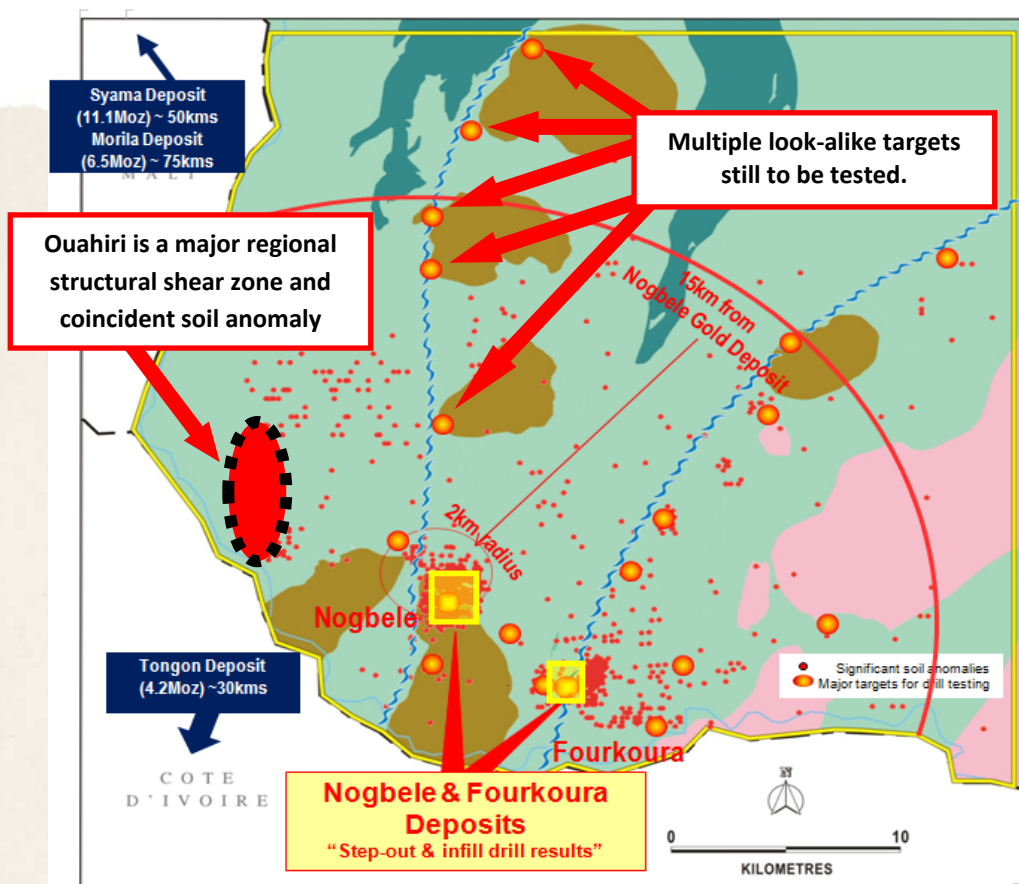 Syama Deposit
(11.1Moz) ~ 50kms
Morila Deposit
(6.5Moz) ~ 75kms
MALI
Multiple look-alike targets
still to be tested.
Ouahiri is a major regional
structural shear zone and
coincident soil anomaly
15km from
Nogbele Gold Deposit
2km radius
Nogbele
Tongon Deposit
(4.2Moz) ~30kms
Significant soil anomalies
Major targets for drill testing
Fourkoura
COTE
D'IVOIRE
Nogbele & Fourkoura
Deposits
“Step-out & infill drill results”
N
0 10
KILOMETRES